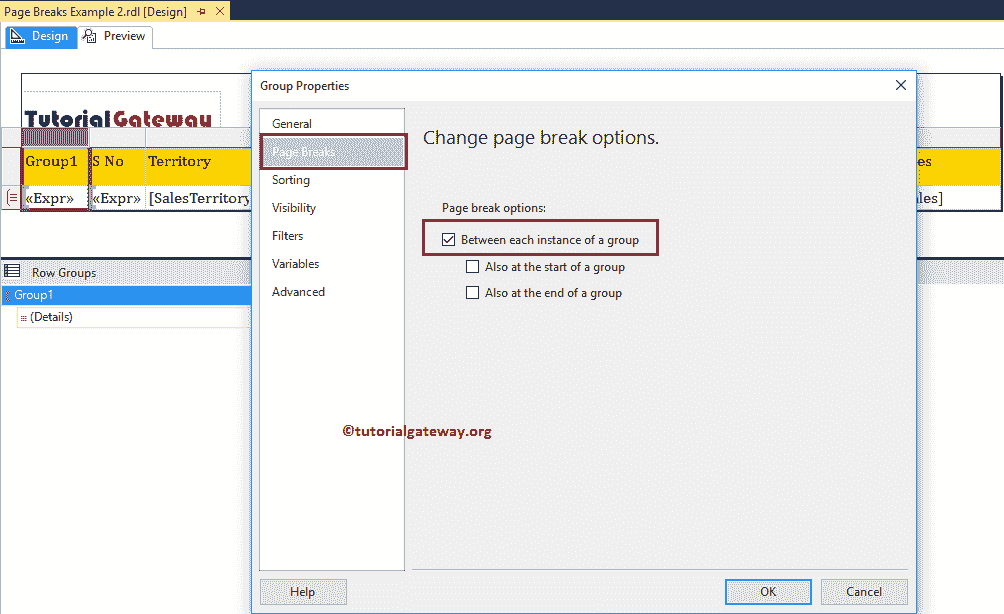 Page Breaks Example 2.rdl [Design]
Design Preview
TutorialGateway
Group1 S No Territory es
«Expr» «Expr» [SalesTerritory les]
Row Groups
Group1
(Details)
Group Properties
General
Page Breaks
Sorting
Visibility
Filters
Variables
Advanced
Change page break options.
Page break options:
Between each instance of a group
Also at the start of a group
Also at the end of a group
©tutorialgateway.org
Help OK Cancel